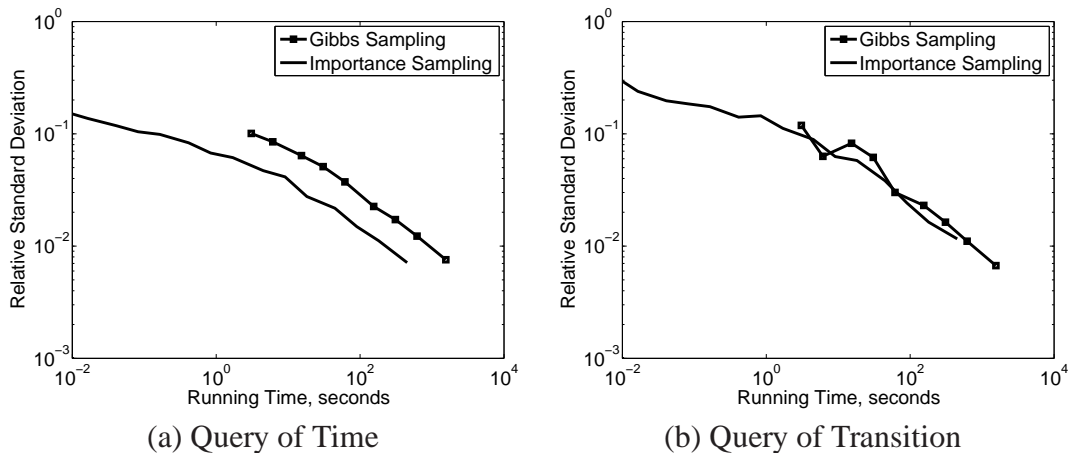 10^0
10^−1
10^−2
10^−3
Relative Standard Deviation
Gibbs Sampling
Importance Sampling
10^−2
10^0
10^2
10^4
Running Time, seconds
(a) Query of Time
10^0
10^−1
10^−2
10^−3
Relative Standard Deviation
Gibbs Sampling
Importance Sampling
10^−2
10^0
10^2
10^4
Running Time, seconds
(b) Query of Transition